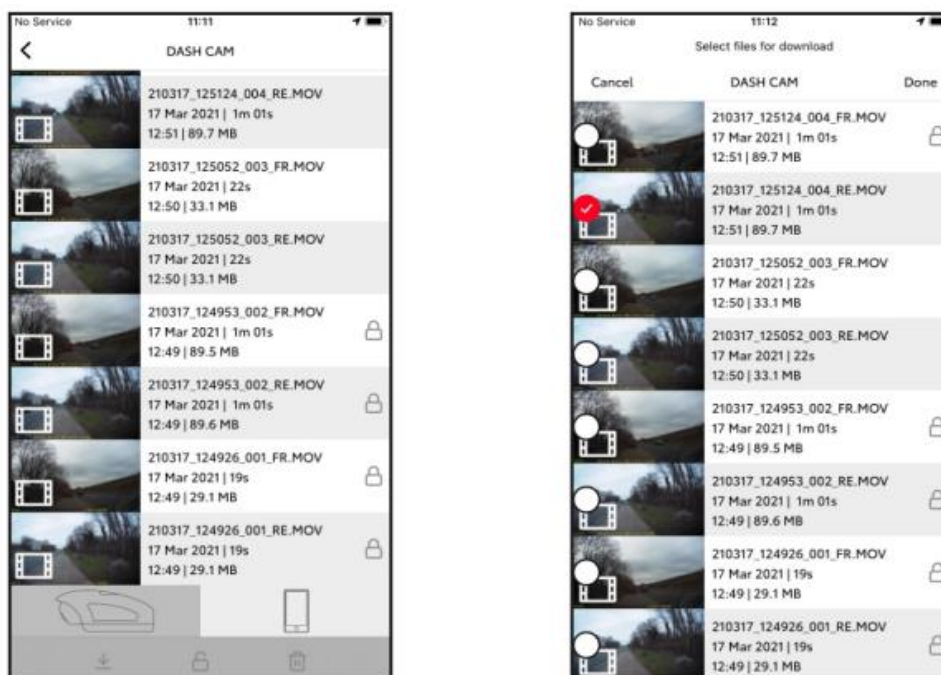 No Service 11:11
DASH CAM
210317_125124_004_RE.MOV
17 Mar 2021 | 1m 01s
12:51 | 89.7 MB
210317_125052_003_FR.MOV
17 Mar 2021 | 22s
12:50 | 33.1 MB
210317_125052_003_RE.MOV
17 Mar 2021 | 22s
12:50 | 33.1 MB
210317_124953_002_FR.MOV
17 Mar 2021 | 1m 01s
12:49 | 89.5 MB
210317_124953_002_RE.MOV
17 Mar 2021 | 1m 01s
12:49 | 89.6 MB
210317_124926_001_FR.MOV
17 Mar 2021 | 19s
12:49 | 29.1 MB
210317_124926_001_RE.MOV
17 Mar 2021 | 19s
12:49 | 29.1 MB
No Service 11:12
Select files for download
Cancel DASH CAM Done
210317_125124_004_FR.MOV
17 Mar 2021 | 1m 01s
12:51 | 89.7 MB
210317_125124_004_RE.MOV
17 Mar 2021 | 1m 01s
12:51 | 89.7 MB
210317_125052_003_FR.MOV
17 Mar 2021 | 22s
12:50 | 33.1 MB
210317_125052_003_RE.MOV
17 Mar 2021 | 22s
12:50 | 33.1 MB
210317_124953_002_FR.MOV
17 Mar 2021 | 1m 01s
12:49 | 89.5 MB
210317_124953_002_RE.MOV
17 Mar 2021 | 1m 01s
12:49 | 89.6 MB
210317_124926_001_FR.MOV
17 Mar 2021 | 19s
12:49 | 29.1 MB
210317_124926_001_RE.MOV
17 Mar 2021 | 19s
12:49 | 29.1 MB